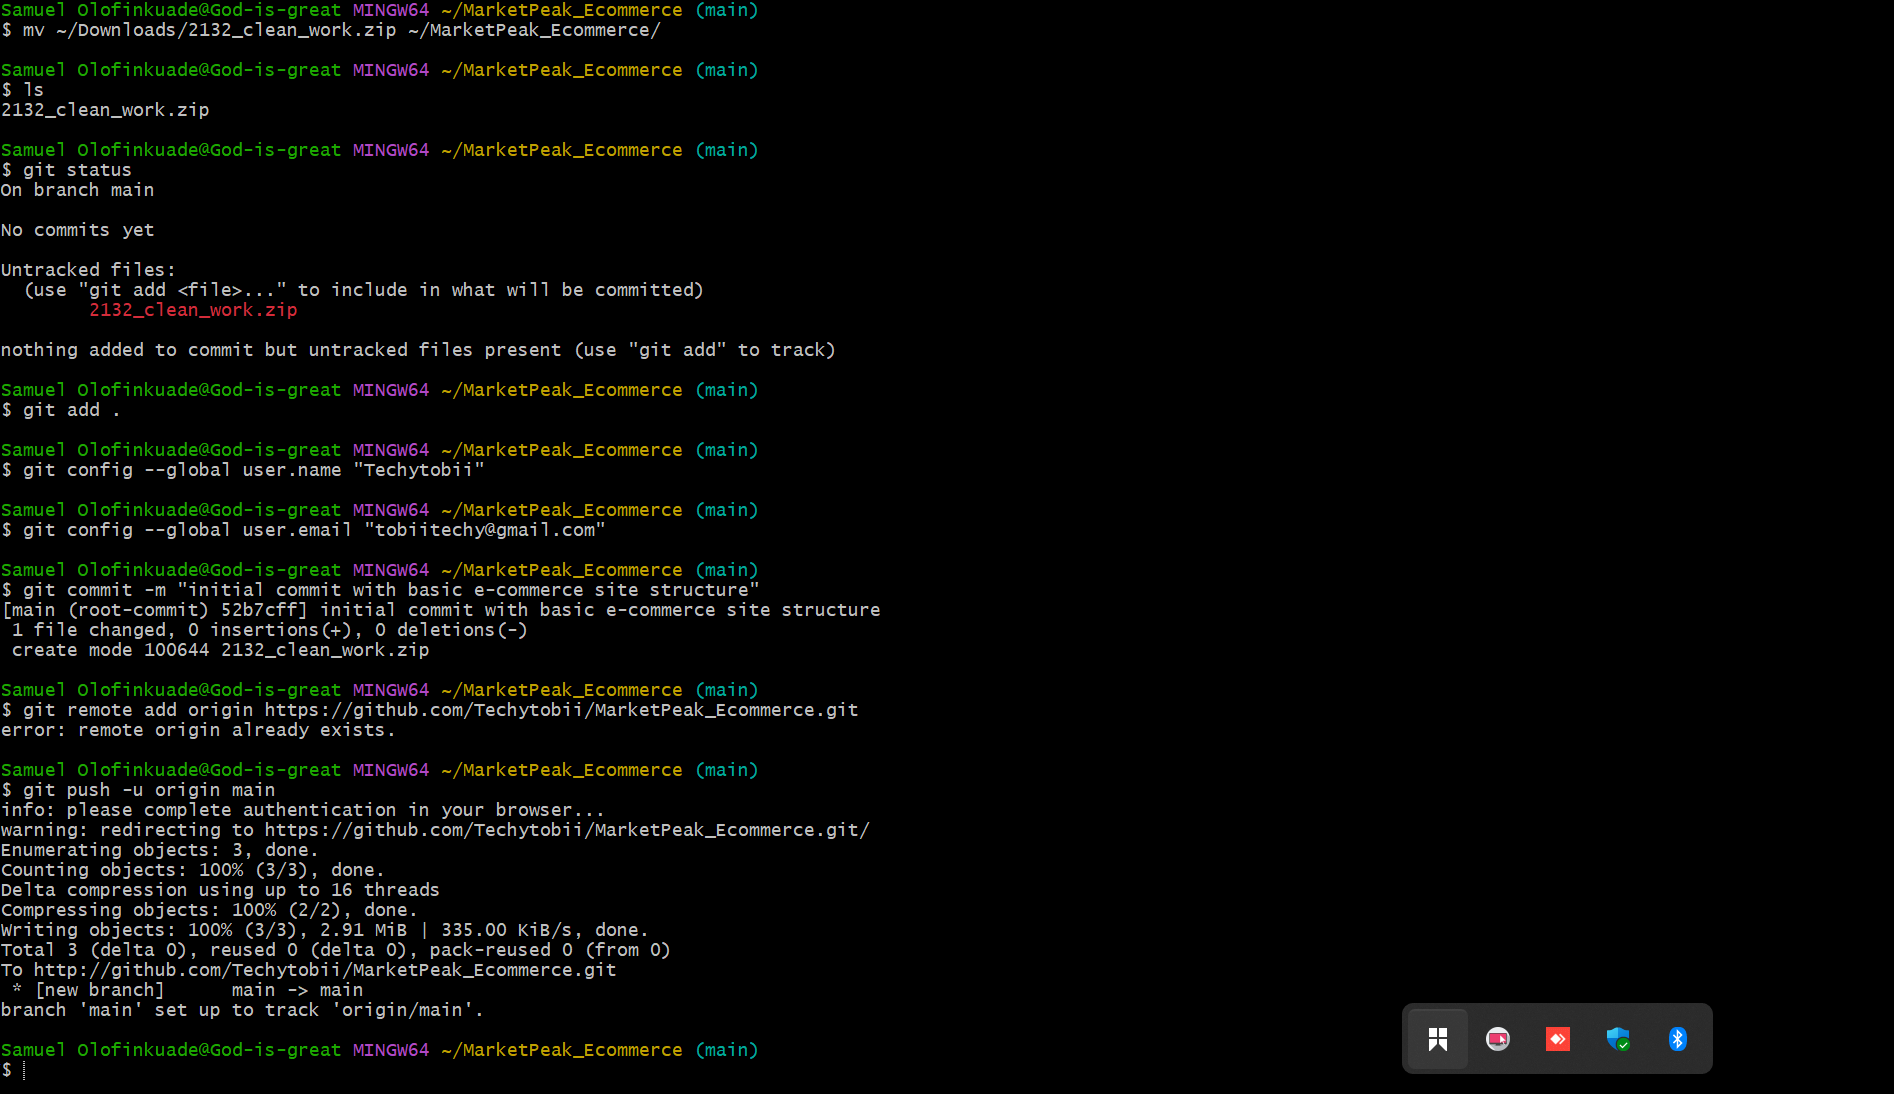 Samuel Olofinkuade@God-is-great MINGW64 ~/MarketPeak_Ecommerce (main)
$ mv ~/Downloads/2132_clean_work.zip ~/MarketPeak_Ecommerce/
Samuel Olofinkuade@God-is-great MINGW64 ~/MarketPeak_Ecommerce (main)
$ ls
2132_clean_work.zip
Samuel Olofinkuade@God-is-great MINGW64 ~/MarketPeak_Ecommerce (main)
$ git status
On branch main
No commits yet
Untracked files:
  (use "git add <file>..." to include in what will be committed)
        2132_clean_work.zip
nothing added to commit but untracked files present (use "git add" to track)
Samuel Olofinkuade@God-is-great MINGW64 ~/MarketPeak_Ecommerce (main)
$ git add .
Samuel Olofinkuade@God-is-great MINGW64 ~/MarketPeak_Ecommerce (main)
$ git config --global user.name "Techytobii"
Samuel Olofinkuade@God-is-great MINGW64 ~/MarketPeak_Ecommerce (main)
$ git config --global user.email "tobiitechy@gmail.com"
Samuel Olofinkuade@God-is-great MINGW64 ~/MarketPeak_Ecommerce (main)
$ git commit -m "initial commit with basic e-commerce site structure"
[main (root-commit) 52b7cff] initial commit with basic e-commerce site structure
 1 file changed, 0 insertions(+), 0 deletions(-)
 create mode 100644 2132_clean_work.zip
Samuel Olofinkuade@God-is-great MINGW64 ~/MarketPeak_Ecommerce (main)
$ git remote add origin https://github.com/Techytobii/MarketPeak_Ecommerce.git
error: remote origin already exists.
Samuel Olofinkuade@God-is-great MINGW64 ~/MarketPeak_Ecommerce (main)
$ git push -u origin main
info: please complete authentication in your browser...
warning: redirecting to https://github.com/Techytobii/MarketPeak_Ecommerce.git/
Enumerating objects: 3, done.
Counting objects: 100% (3/3), done.
Delta compression using up to 16 threads
Compressing objects: 100% (2/2), done.
Writing objects: 100% (3/3), 2.91 MiB | 335.00 KiB/s, done.
Total 3 (delta 0), reused 0 (delta 0), pack-reused 0 (from 0)
To http://github.com/Techytobii/MarketPeak_Ecommerce.git
 * [new branch]      main -> main
branch 'main' set up to track 'origin/main'.
Samuel Olofinkuade@God-is-great MINGW64 ~/MarketPeak_Ecommerce (main)
$